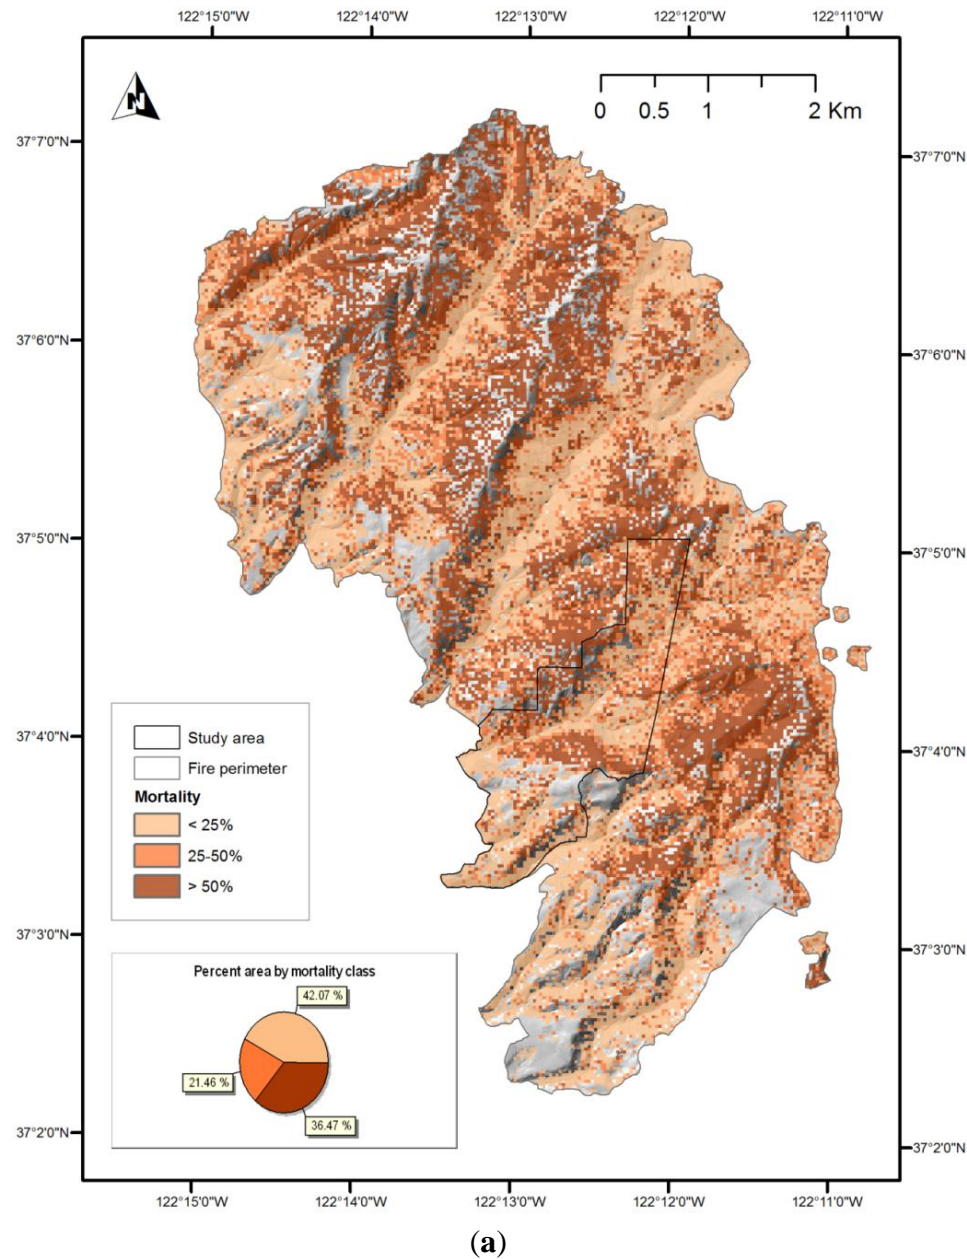 122°15'0"W 122°14'0"W 122°13'0"W 122°12'0"W 122°11'0"W
N
0 0.5 1 2 Km
37°7'0"N 37°7'0"N
37°6'0"N 37°6'0"N
37°5'0"N 37°5'0"N
37°4'0"N 37°4'0"N
Study area
Fire perimeter
Mortality
< 25%
25-50%
> 50%
37°3'0"N 37°3'0"N
Percent area by mortality class
42.07 %
21.46 %
36.47 %
37°2'0"N 37°2'0"N
122°15'0"W 122°14'0"W 122°13'0"W 122°12'0"W 122°11'0"W
(a)